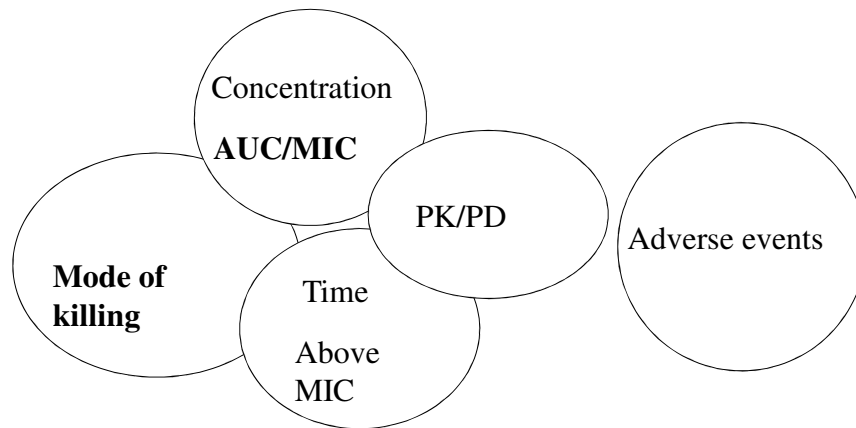 Concentration
AUC/MIC
PK/PD
Adverse events
Mode of
killing
Time
Above
MIC